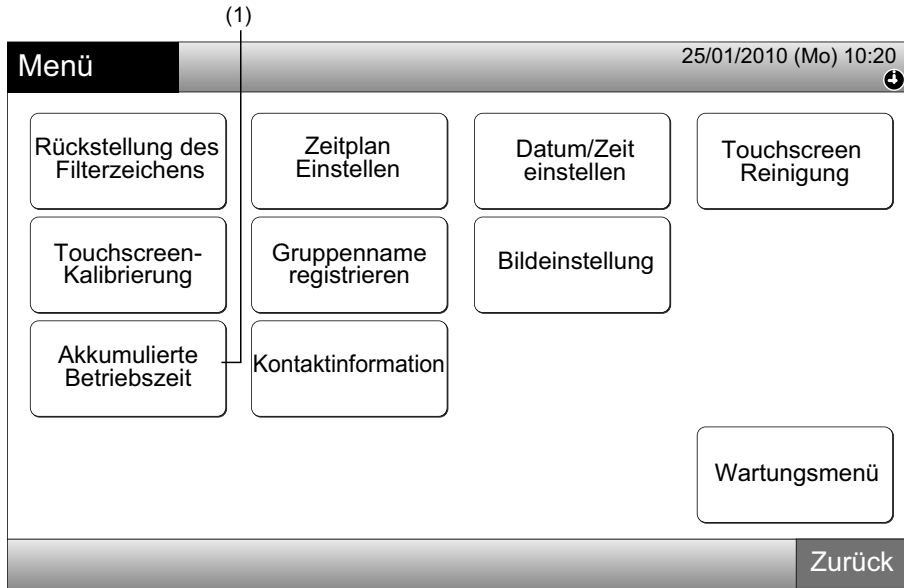 (1)
Menü
25/01/2010 (Mo) 10:20
Rückstellung des
Filterzeichens
Zeitplan
Einstellen
Datum/Zeit
einstellen
Touchscreen
Reinigung
Touchscreen-
Kalibrierung
Gruppenname
registrieren
Bildeinstellung
Akkumulierte
Betriebszeit
Kontaktinformation
Wartungsmenü
Zurück